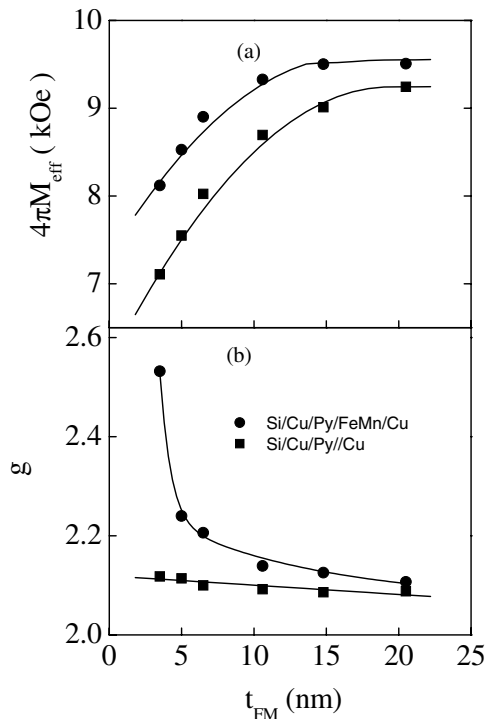 10
(a)
9
8
7
4πM_eff ( kOe )
2.6
(b)
2.4
Si/Cu/Py/FeMn/Cu
Si/Cu/Py//Cu
g
2.2
2.0
0 5 10 15 20 25
t_FM (nm)